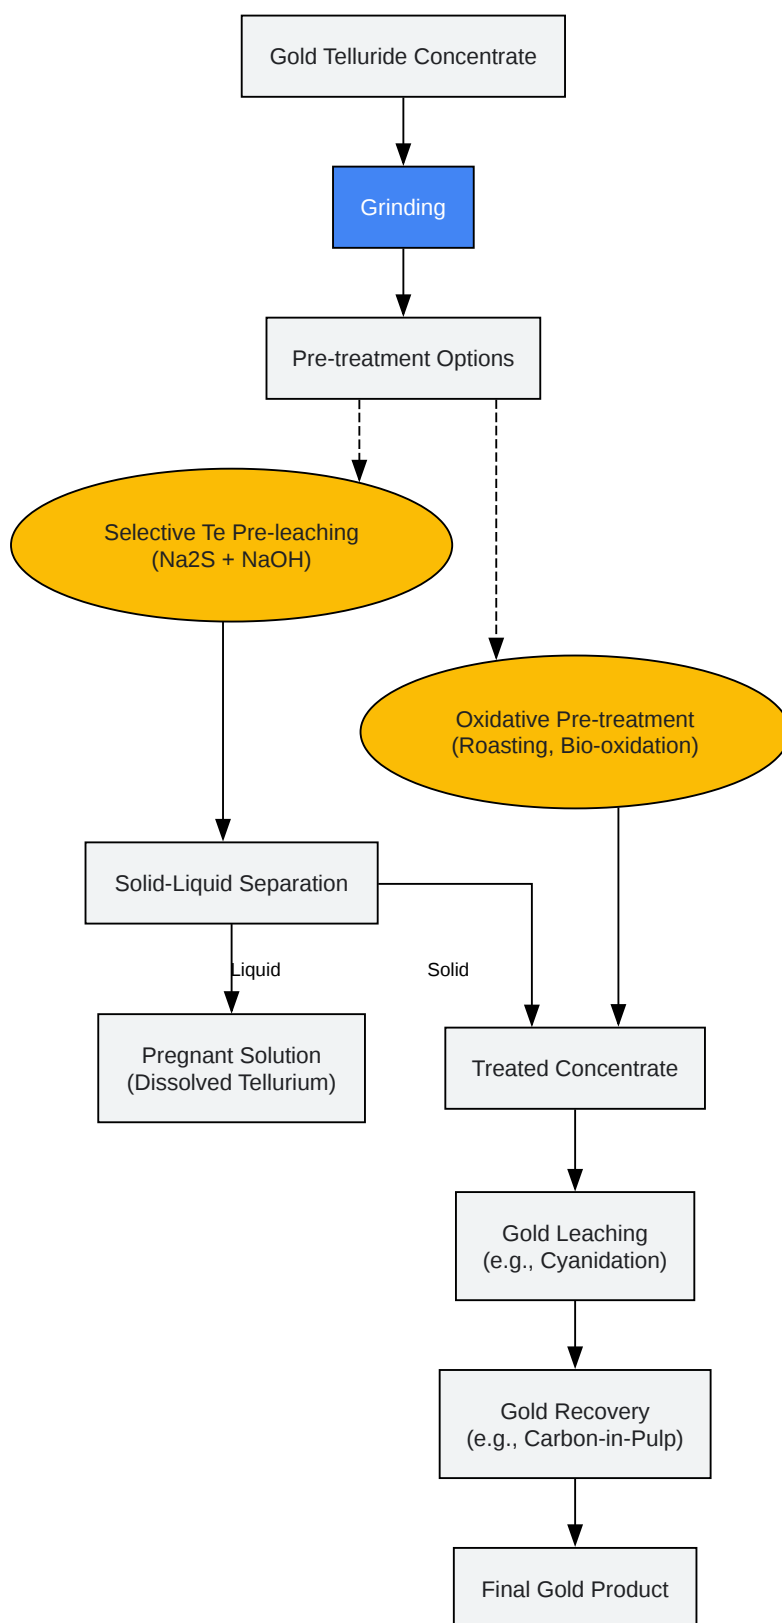 Gold Telluride Concentrate
Grinding
Pre-treatment Options
Selective Te Pre-leaching
(Na2S + NaOH)
Oxidative Pre-treatment
(Roasting, Bio-oxidation)
Solid-Liquid Separation
Liquid
Solid
Pregnant Solution
(Dissolved Tellurium)
Treated Concentrate
Gold Leaching
(e.g., Cyanidation)
Gold Recovery
(e.g., Carbon-in-Pulp)
Final Gold Product